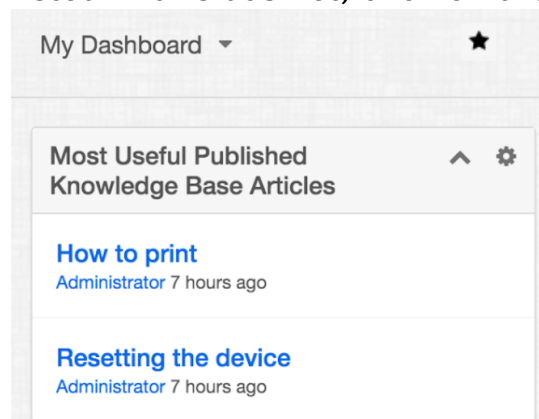 My Dashboard
Most Useful Published
Knowledge Base Articles
How to print
Administrator 7 hours ago
Resetting the device
Administrator 7 hours ago